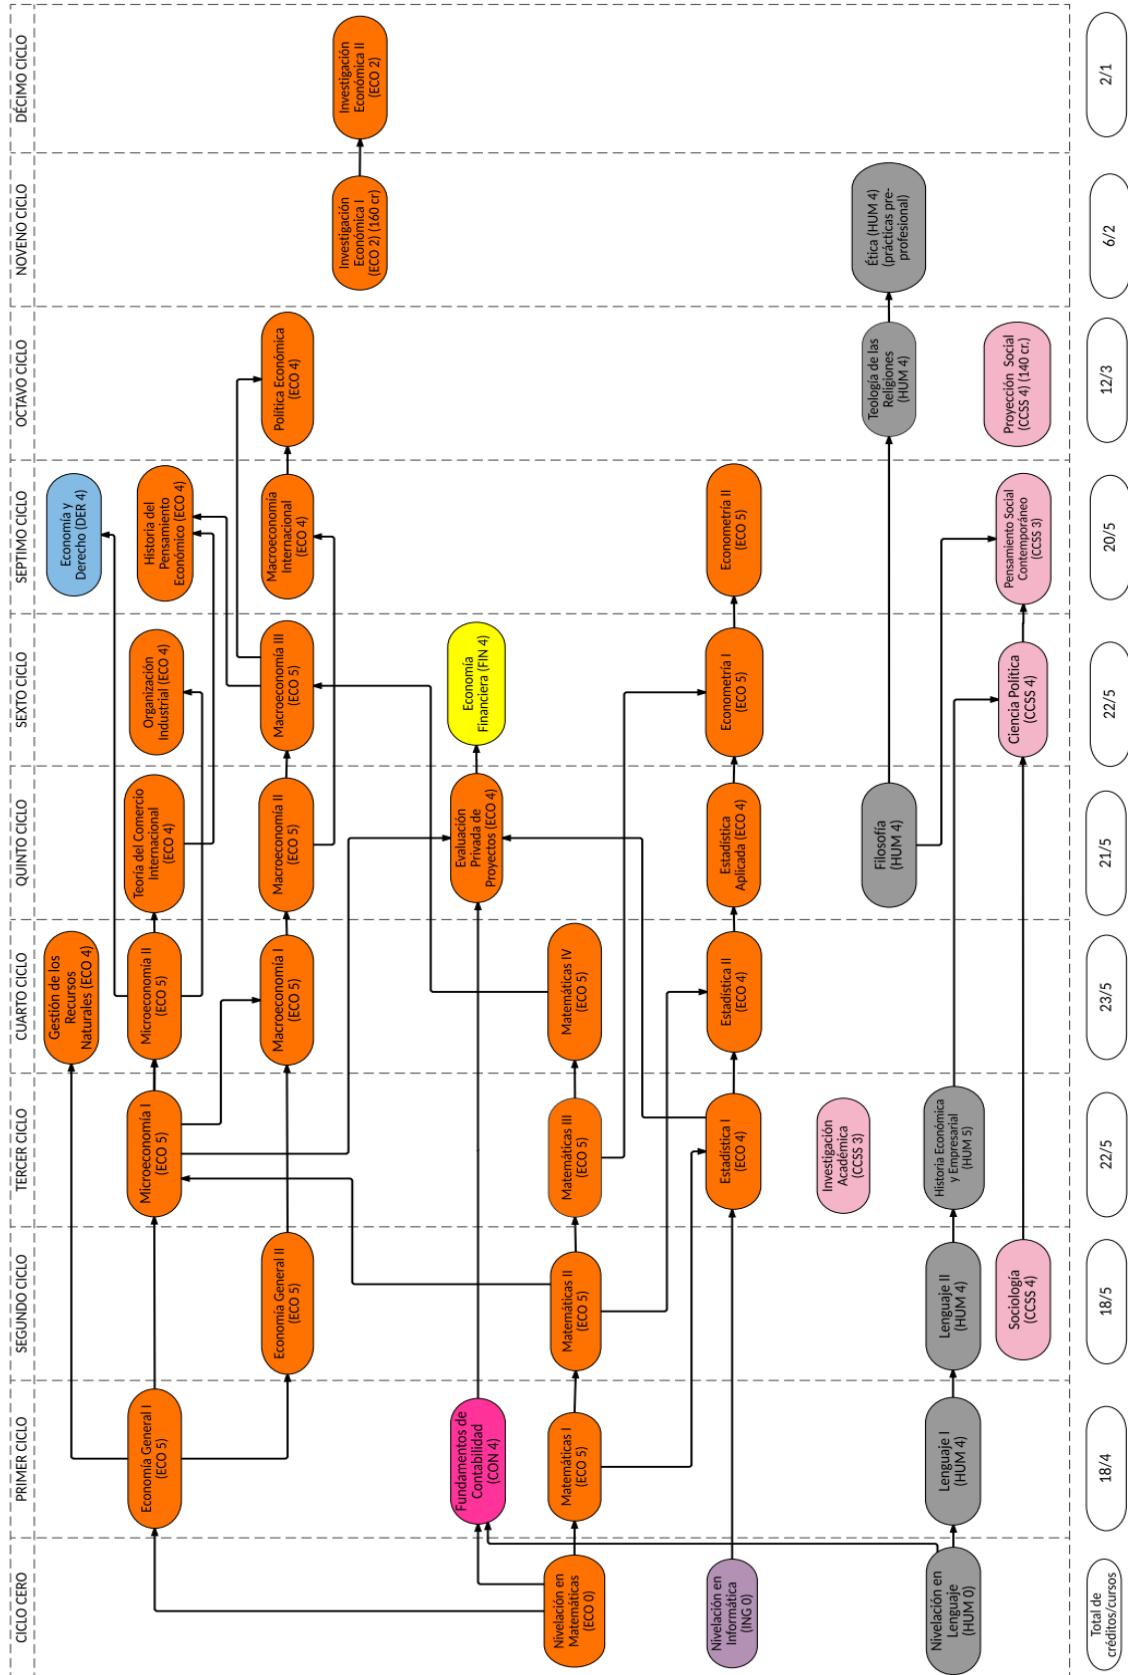 CICLO CERO
PRIMER CICLO
SEGUNDO CICLO
TERCER CICLO
CUARTO CICLO
QUINTO CICLO
SEXTO CICLO
SEPTIMO CICLO
OCTAVO CICLO
NOVENO CICLO
DÉCIMO CICLO
Gestión de los
Recursos
Naturales (ECO 4)
Economía y
Derecho (DER 4)
Economía General I
(ECO 5)
Microeconomía I
(ECO 5)
Microeconomía II
(ECO 5)
Teoría del Comercio
Internacional
(ECO 4)
Organización
Industrial (ECO 4)
Historia del
Pensamiento
Económico (ECO 4)
Economía General II
(ECO 5)
Macroeconomía I
(ECO 5)
Macroeconomía II
(ECO 5)
Macroeconomía III
(ECO 5)
Macroeconomía
Internacional
(ECO 4)
Política Económica
(ECO 4)
Investigación
Económica I
(ECO 2) (160 cr)
Investigación
Económica II
(ECO 2)
Fundamentos de
Contabilidad
(CON 4)
Evaluación
Privada de
Proyectos (ECO 4)
Economía
Financiera (FIN 4)
Nivelación en
Matemáticas
(ECO 0)
Matemáticas I
(ECO 5)
Matemáticas II
(ECO 5)
Matemáticas III
(ECO 5)
Matemáticas IV
(ECO 5)
Nivelación en
Informática
(ING 0)
Estadística I
(ECO 4)
Estadística II
(ECO 4)
Estadística
Aplicada (ECO 4)
Econometría I
(ECO 5)
Econometría II
(ECO 5)
Investigación
Académica
(CCSS 3)
Filosofía
(HUM 4)
Teología de las
Religiones
(HUM 4)
Ética (HUM 4)
(prácticas pre-
profesional)
Nivelación en
Lenguaje
(HUM 0)
Lenguaje I
(HUM 4)
Lenguaje II
(HUM 4)
Historia Económica
y Empresarial
(HUM 5)
Sociología
(CCSS 4)
Ciencia Política
(CCSS 4)
Pensamiento Social
Contemporáneo
(CCSS 3)
Proyección Social
(CCSS 4) (140 cr.)
Total de
créditos/cursos
18/4
18/5
22/5
23/5
21/5
22/5
20/5
12/3
6/2
2/1